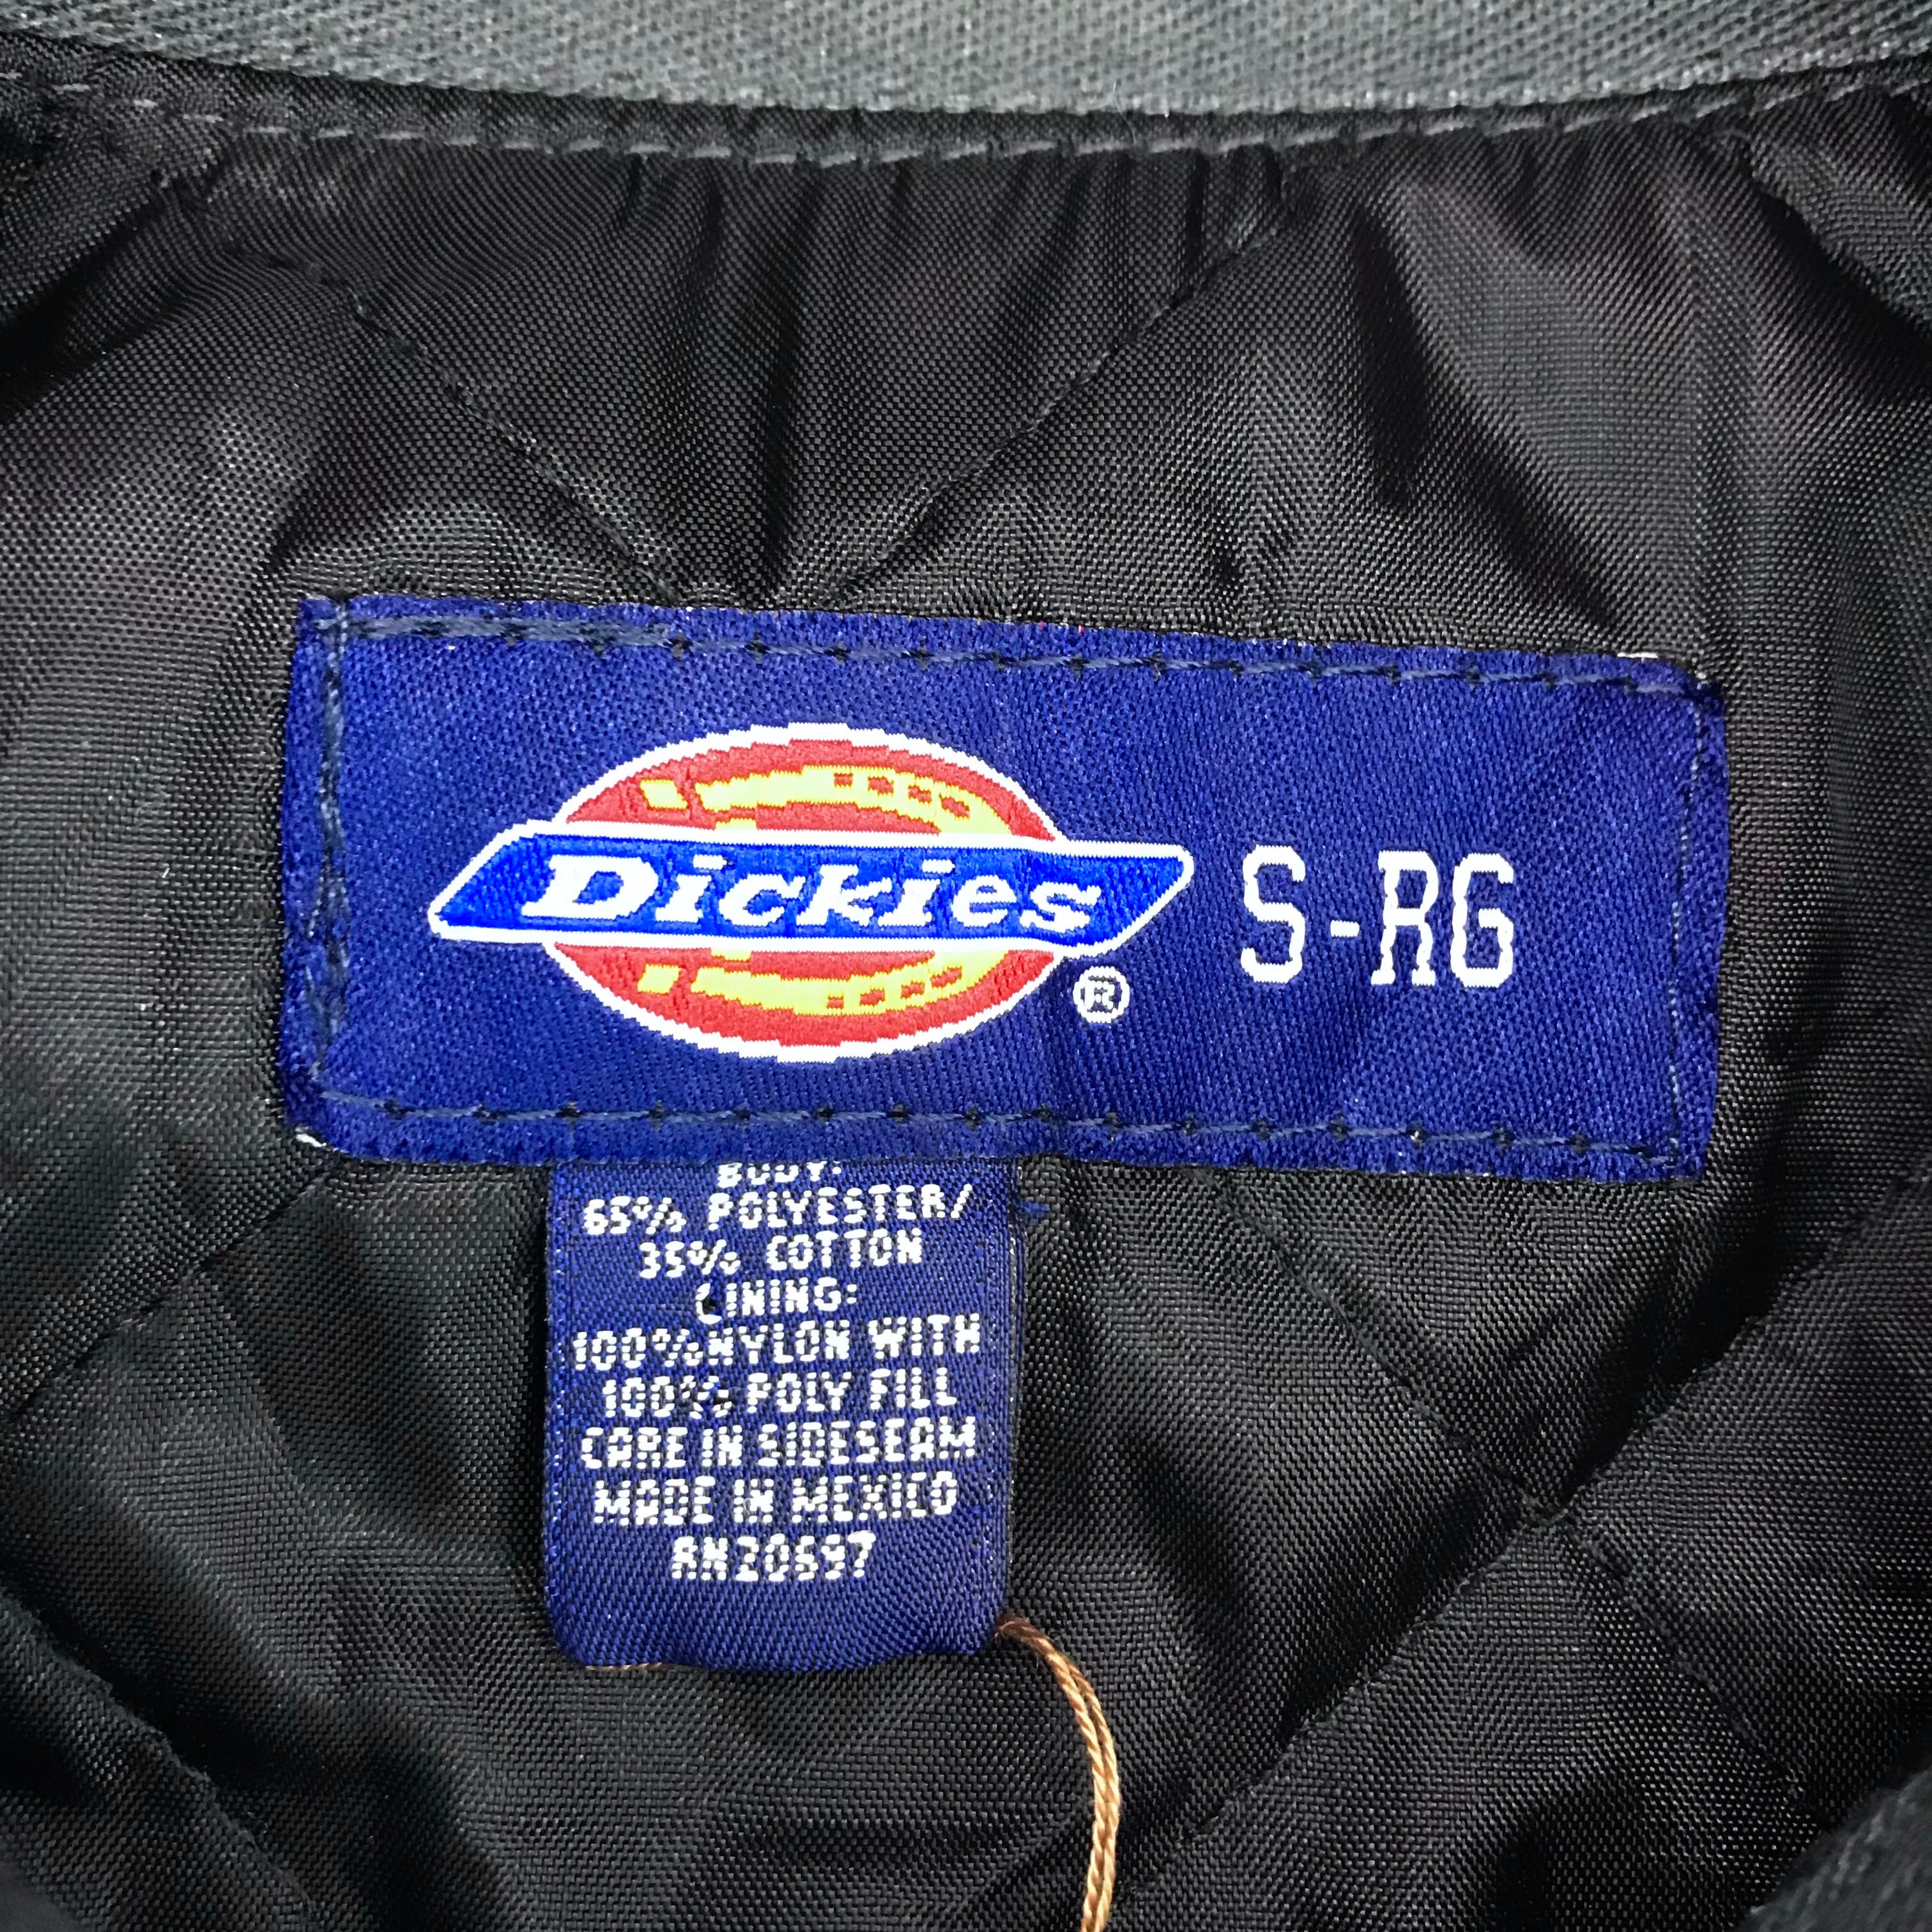 Dickies ® S-RG
BODY:
65% POLYESTER/
35% COTTON
LINING:
100% NYLON WITH
100% POLY FILL
CARE IN SIDESEAM
MADE IN MEXICO
RN20697